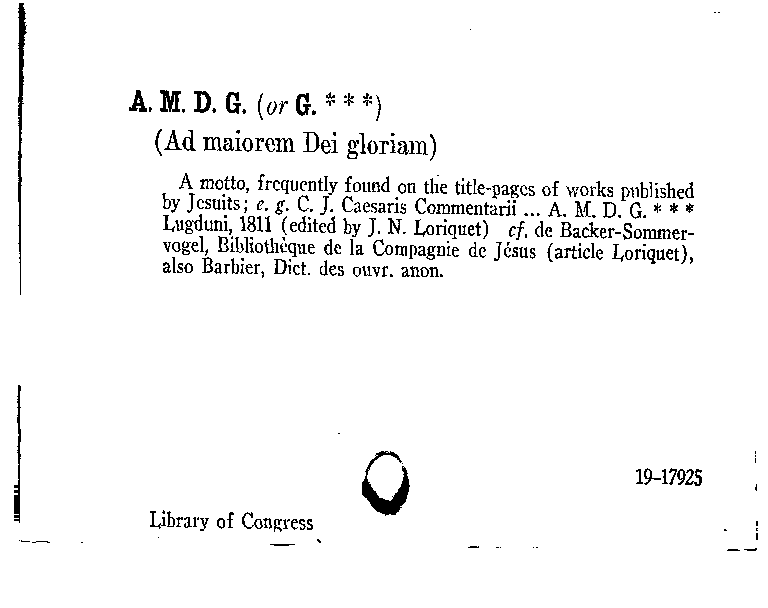 A. M. D. G. (or G. * * *)
(Ad maiorem Dei gloriam)
A motto, frequently found on the title-pages of works published
by Jesuits; e. g. C. J. Caesaris Commentarii ... A. M. D. G. * * *
Lugduni, 1811 (edited by J. N. Loriquet) cf. de Backer-Sommer-
vogel, Bibliothèque de la Compagnie de Jésus (article Loriquet),
also Barbier, Dict. des ouvr. anon.
19-17925
Library of Congress